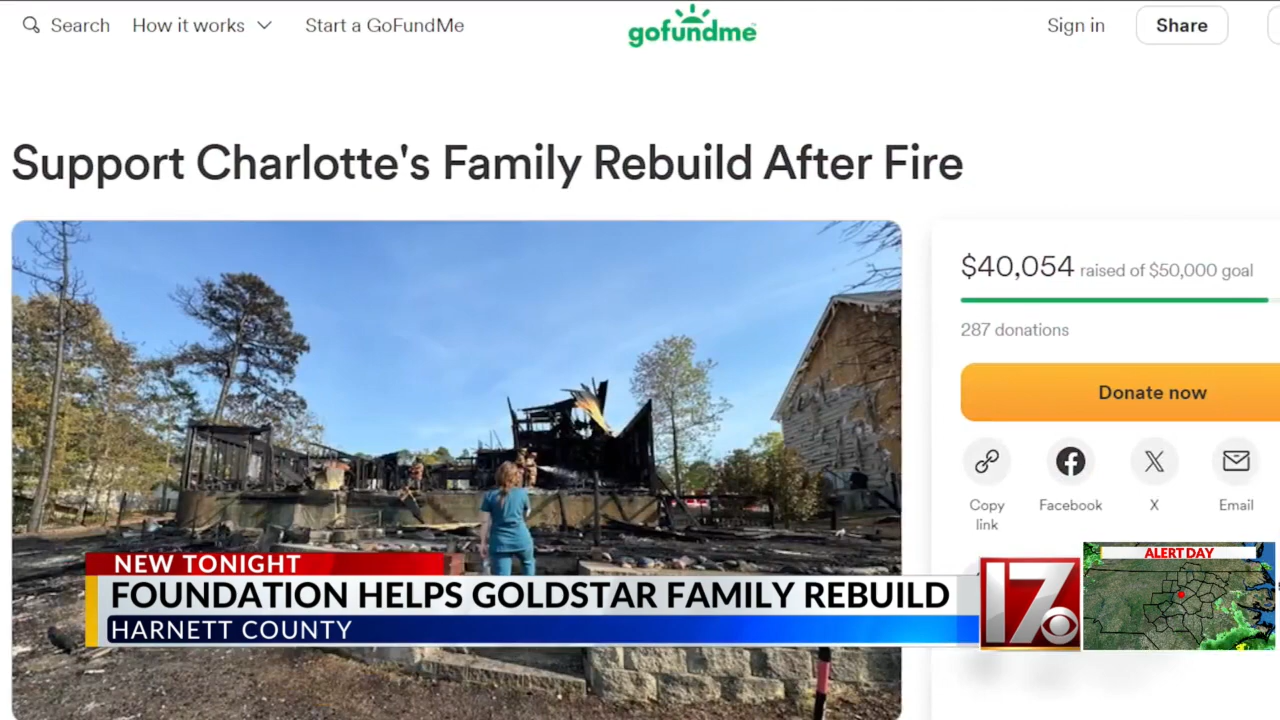 Search How it works Start a GoFundMe gofundme Sign in Share
Support Charlotte's Family Rebuild After Fire
$40,054 raised of $50,000 goal
287 donations
Donate now
Copy link Facebook X Email
NEW TONIGHT
FOUNDATION HELPS GOLDSTAR FAMILY REBUILD
HARNETT COUNTY
17
ALERT DAY